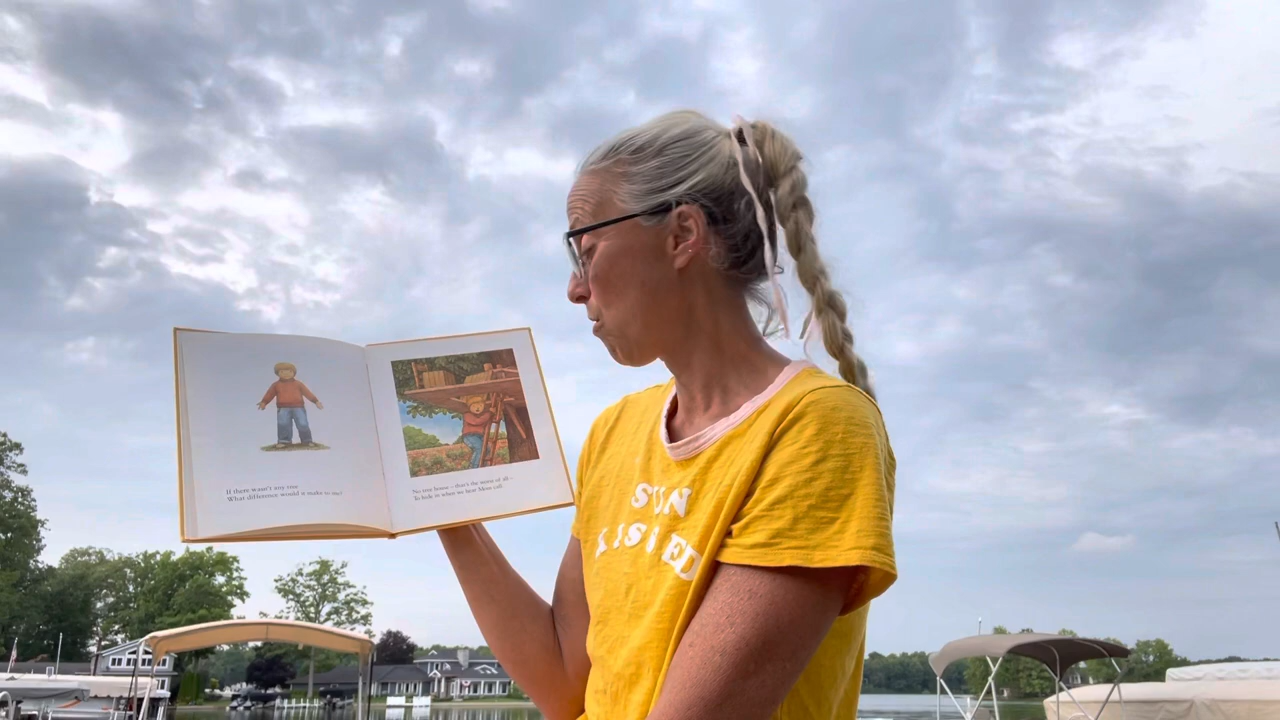 If there wasn't any tree
What difference would it make to me?
No tree house – that's the worst of all –
To hide in when we hear Mom call.
SUN
KISSED